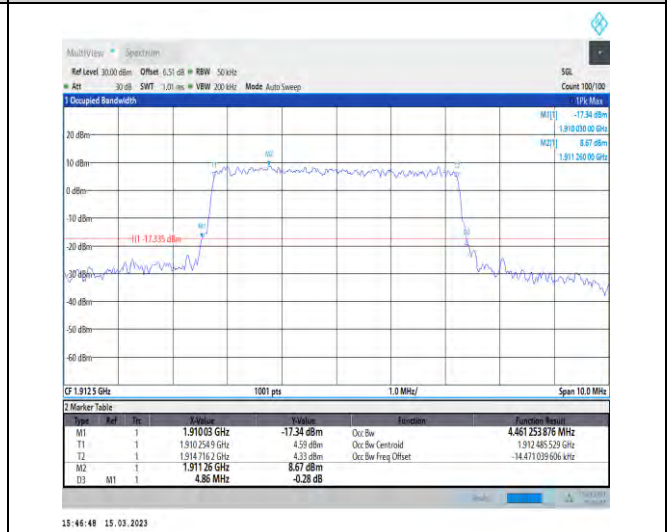 MultiView Spectrum
Ref Level 30.00 dBm Offset 6.51 dB RBW 50 kHz SGL
Att 30 dB SWT 1.01 ms VBW 200 kHz Mode Auto Sweep Count 100/100
1 Occupied Bandwidth 1Pk Max
M1[1] -17.34 dBm
1.910 030 00 GHz
M2[1] 8.67 dBm
1.911 260 00 GHz
20 dBm
M2
10 dBm
T1
0 dBm
-10 dBm
M1
H1 -17.335 dBm
-20 dBm
-30 dBm
-40 dBm
-50 dBm
-60 dBm
CF 1.912 5 GHz 1001 pts 1.0 MHz/ Span 10.0 MHz
2 Marker Table
Type Ref Trc X-Value Y-Value Function Function Result
M1 1 1.910 03 GHz -17.34 dBm Occ Bw 4.461 253 876 MHz
T1 1 1.910 254 9 GHz 4.59 dBm Occ Bw Centroid 1.912 485 529 GHz
T2 1 1.914 716 2 GHz 4.33 dBm Occ Bw Freq Offset -14.471 039 606 kHz
M2 1 1.911 26 GHz 8.67 dBm
D3 M1 1 4.86 MHz -0.28 dB
15:46:48 15.03.2023